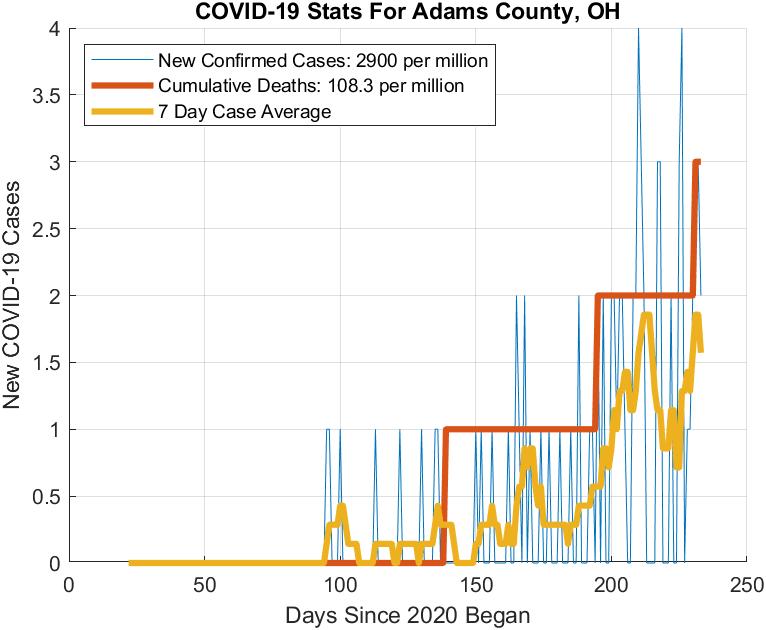 COVID-19 Stats For Adams County, OH
New Confirmed Cases: 2900 per million
Cumulative Deaths: 108.3 per million
7 Day Case Average
New COVID-19 Cases
4
3.5
3
2.5
2
1.5
1
0.5
0
0 50 100 150 200 250
Days Since 2020 Began